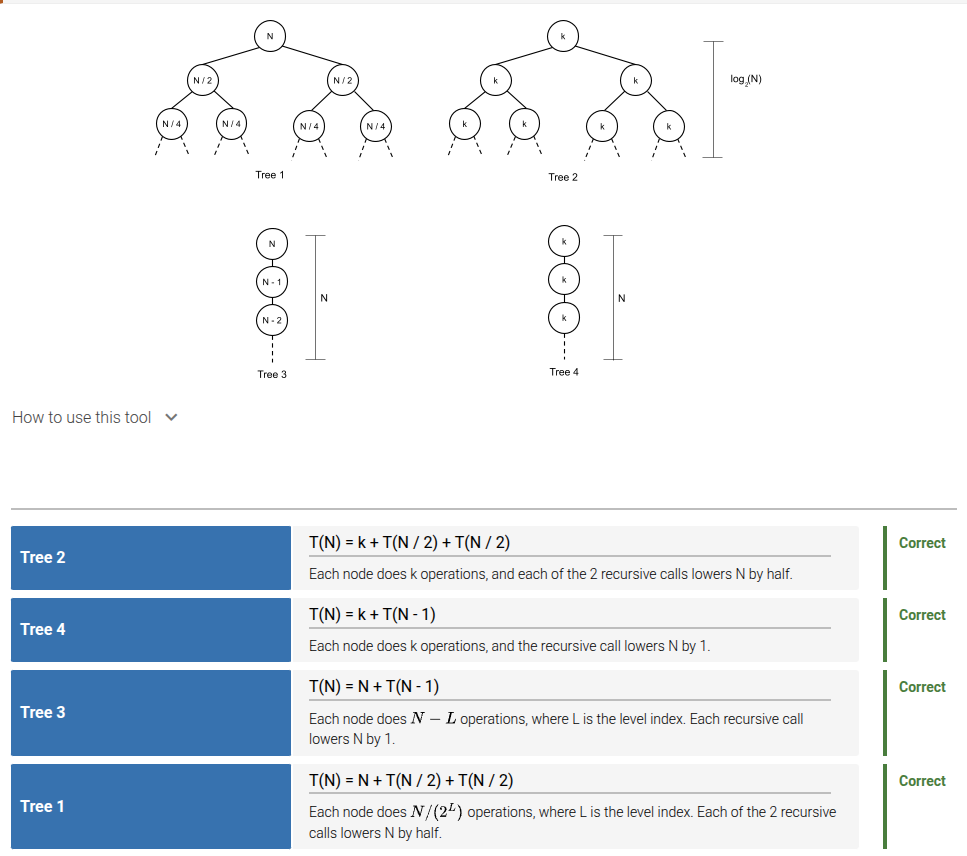 N k
N / 2 N / 2 k k log₂(N)
N / 4 N / 4 N / 4 N / 4 k k k k
Tree 1 Tree 2
N k
N - 1 k
N N
N - 2 k
Tree 3 Tree 4
How to use this tool
Tree 2
T(N) = k + T(N / 2) + T(N / 2)
Correct
Each node does k operations, and each of the 2 recursive calls lowers N by half.
Tree 4
T(N) = k + T(N - 1)
Correct
Each node does k operations, and the recursive call lowers N by 1.
Tree 3
T(N) = N + T(N - 1)
Correct
Each node does N − L operations, where L is the level index. Each recursive call
lowers N by 1.
Tree 1
T(N) = N + T(N / 2) + T(N / 2)
Correct
Each node does N/(2^L) operations, where L is the level index. Each of the 2 recursive
calls lowers N by half.